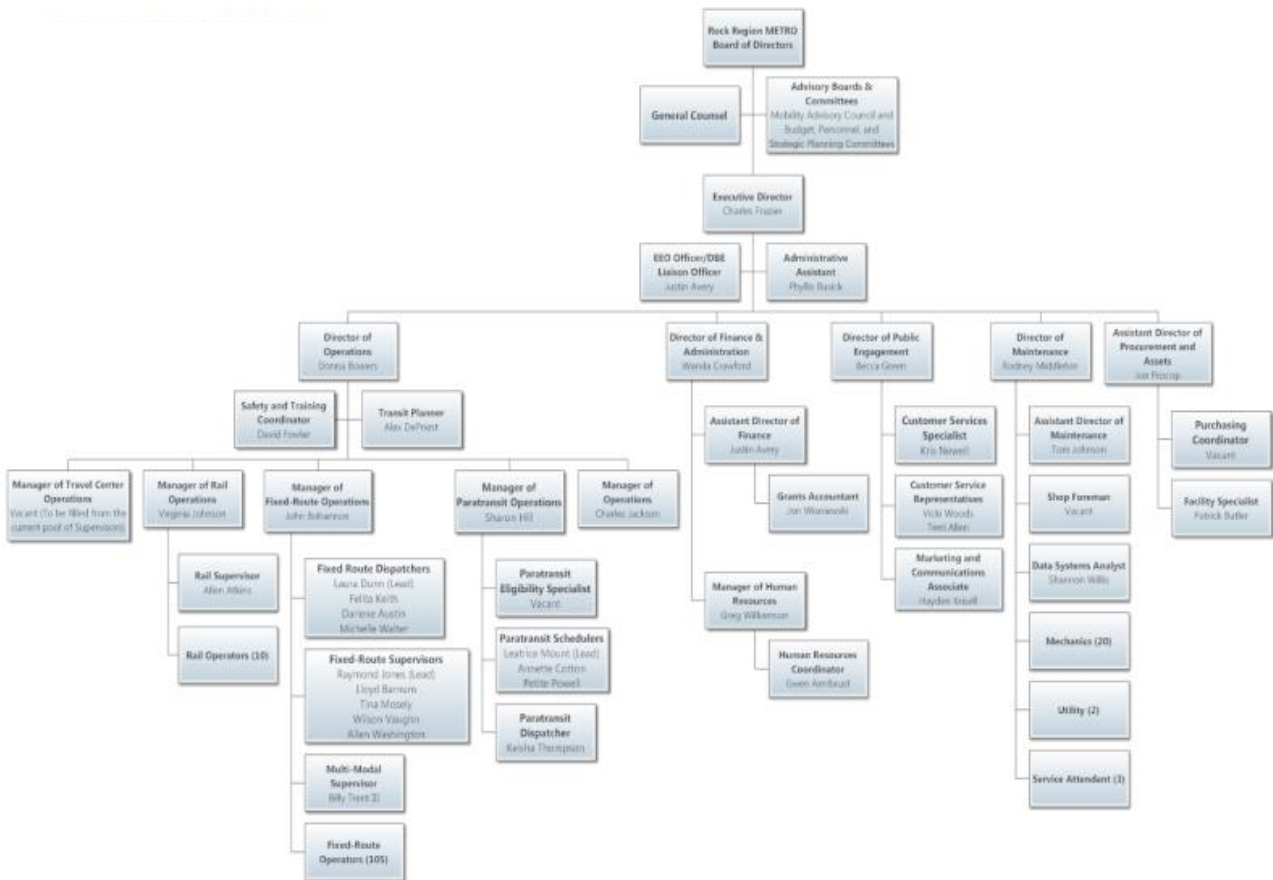 Rock Region METRO
Board of Directors
General Counsel
Advisory Boards &
Committees
Mobility Advisory Council and
Budget, Personnel, and
Strategic Planning Committees
Executive Director
Charles Frazier
EEO Officer/DBE
Liaison Officer
Justin Avery
Administrative
Assistant
Phyllis Busick
Director of
Operations
Donna Bowers
Director of Finance &
Administration
Wanda Crawford
Director of Public
Engagement
Becca Green
Director of
Maintenance
Rodney Middleton
Assistant Director of
Procurement and
Assets
Joe Procop
Safety and Training
Coordinator
David Fowler
Transit Planner
Alex DePriest
Manager of Travel Center
Operations
Vacant (To be filled from the
current pool of Supervisors)
Manager of Rail
Operations
Virginia Johnson
Manager of
Fixed-Route Operations
John Bohannon
Manager of
Paratransit Operations
Sharon Hill
Manager of
Operations
Charles Jackson
Rail Supervisor
Allen Atkins
Rail Operators (10)
Fixed Route Dispatchers
Laura Dunn (Lead)
Felita Keith
Darlene Austin
Michelle Walter
Fixed-Route Supervisors
Raymond Jones (Lead)
Lloyd Barnum
Tina Mosely
Wilson Vaughn
Allen Washington
Multi-Modal
Supervisor
Billy Trent
Fixed-Route
Operators (105)
Paratransit
Eligibility Specialist
Vacant
Paratransit Schedulers
Leatrice Mount (Lead)
Annette Cotton
Petite Powell
Paratransit
Dispatcher
Keisha Thompson
Assistant Director of
Finance
Justin Avery
Grants Accountant
Jon Wisniewski
Manager of Human
Resources
Greg Williamson
Human Resources
Coordinator
Gwen Armbrust
Customer Services
Specialist
Kris Nowell
Customer Service
Representatives
Vicki Woods
Terri Allen
Marketing and
Communications
Associate
Hayden
Assistant Director of
Maintenance
Tom Johnson
Shop Foreman
Vacant
Data Systems Analyst
Shannon Willis
Mechanics (20)
Utility (2)
Service Attendant (3)
Purchasing
Coordinator
Vacant
Facility Specialist
Patrick Butler